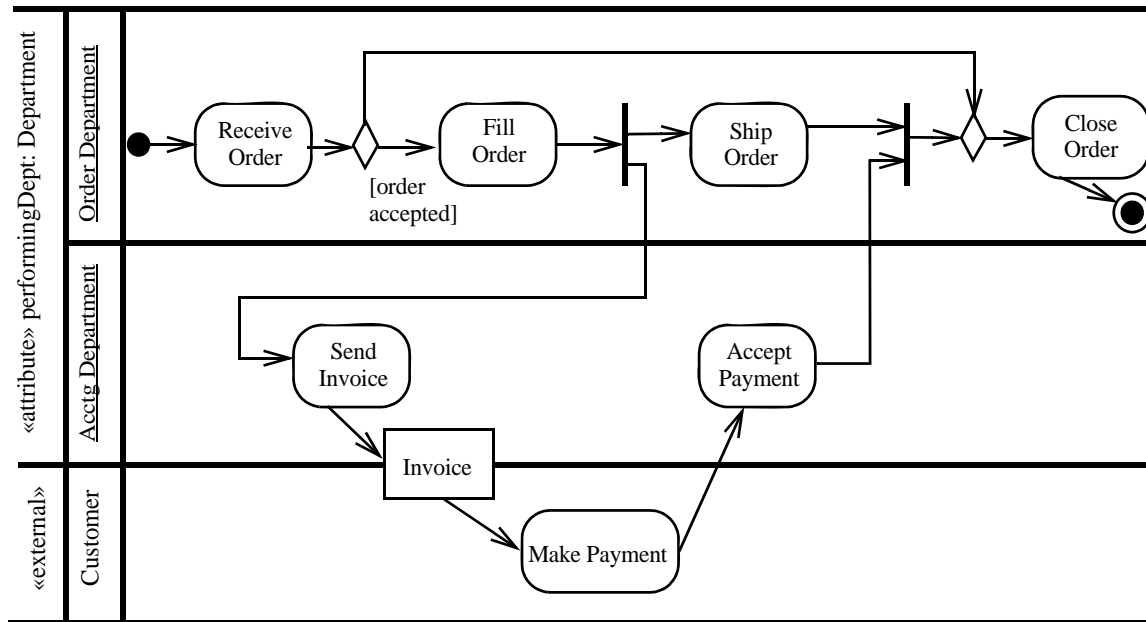 «attribute» performingDept: Department
Order Department
Receive
Order
[order
accepted]
Fill
Order
Ship
Order
Close
Order
Acctg Department
Send
Invoice
Accept
Payment
Invoice
«external»
Customer
Make Payment